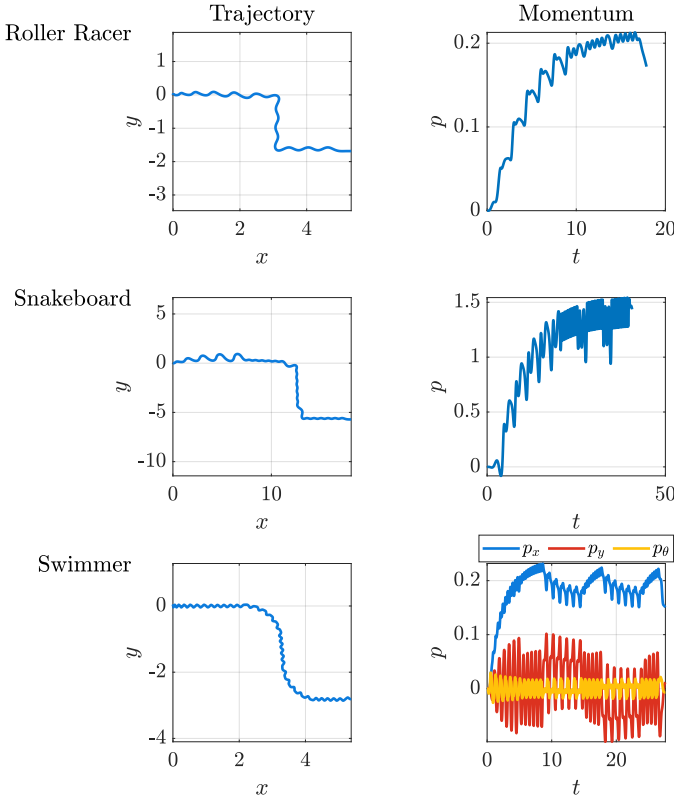 Trajectory
Momentum
Roller Racer
1
0
-1
-2
-3
y
0
2
4
x
0.2
0.1
0
p
0
10
20
t
Snakeboard
5
0
-5
-10
y
0
10
x
1.5
1
0.5
0
p
0
50
t
Swimmer
0
-2
-4
y
0
2
4
x
p_x
p_y
p_θ
0.2
0.1
0
p
0
10
20
t